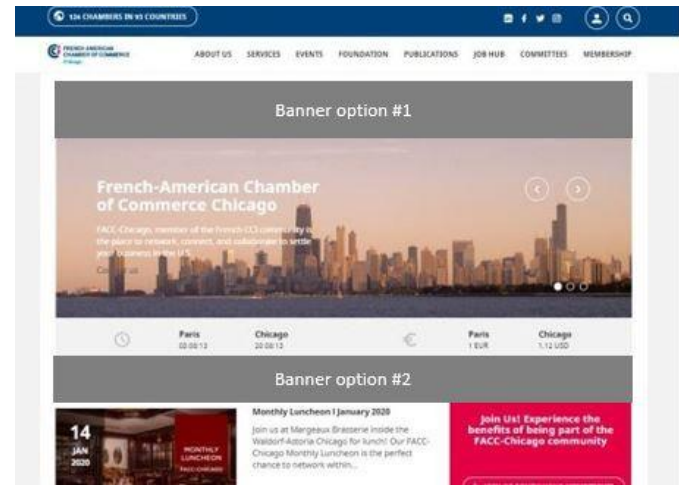 124 CHAMBERS IN 93 COUNTRIES
FRENCH-AMERICAN
CHAMBER OF COMMERCE
Chicago
ABOUT US SERVICES EVENTS FOUNDATION PUBLICATIONS JOB HUB COMMITTEES MEMBERSHIP
Banner option #1
French-American Chamber
of Commerce Chicago
FACC-Chicago, member of the French CCI community is
the place to network, connect, and collaborate to settle
your business in the U.S.
Contact us
Paris Chicago Paris Chicago
1 EUR 1.12 USD
Banner option #2
14
JAN
2020
MONTHLY
LUNCHEON
FACC-CHICAGO
Monthly Luncheon I January 2020
Join us at Margeaux Brasserie inside the
Waldorf-Astoria Chicago for lunch! Our FACC-
Chicago Monthly Luncheon is the perfect
chance to network within...
Join Us! Experience the
benefits of being part of the
FACC-Chicago community